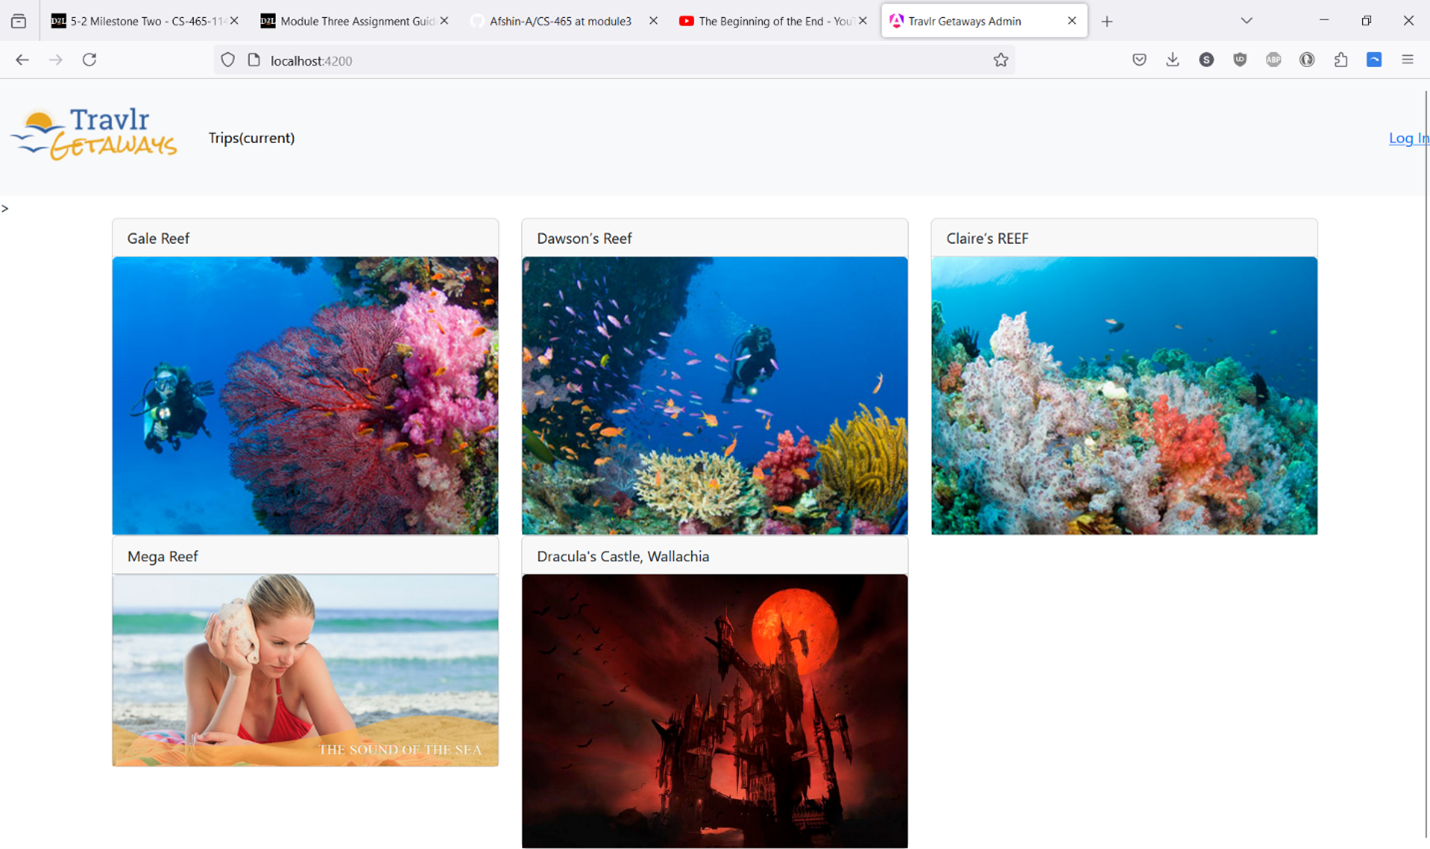 5-2 Milestone Two - CS-465-114
Module Three Assignment Guid
Afshin-A/CS-465 at module3
The Beginning of the End - YouT
Travlr Getaways Admin
localhost:4200
Travlr
Getaways
Trips(current)
Log In
>
Gale Reef
Dawson’s Reef
Claire’s REEF
Mega Reef
Dracula's Castle, Wallachia
THE SOUND OF THE SEA